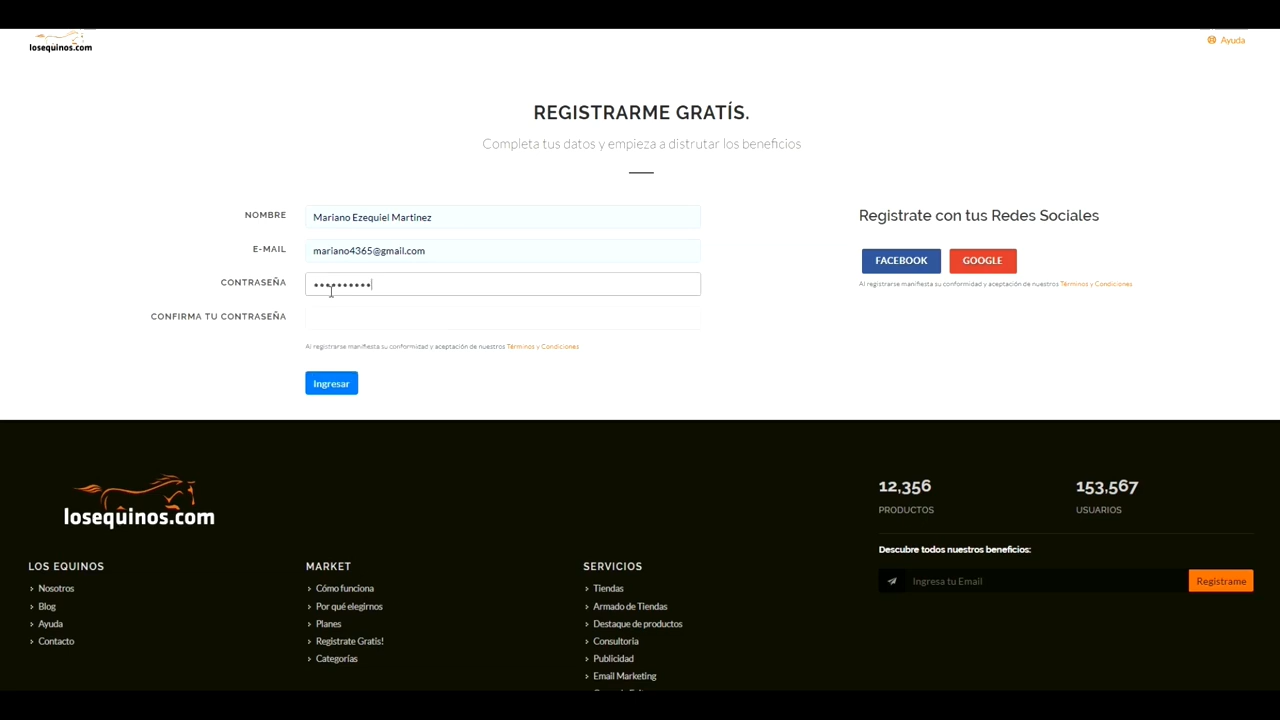 losequinos.com
Ayuda
REGISTRARME GRATÍS.
Completa tus datos y empieza a disfrutar los beneficios
NOMBRE
Mariano Ezequiel Martinez
E-MAIL
mariano4365@gmail.com
CONTRASEÑA
••••••••••
CONFIRMA TU CONTRASEÑA
Al registrarse manifiesta su conformidad y aceptación de nuestros Términos y Condiciones
Ingresar
Registrate con tus Redes Sociales
FACEBOOK
GOOGLE
Al registrarse manifiesta su conformidad y aceptación de nuestros Términos y Condiciones
losequinos.com
12,356
PRODUCTOS
153,567
USUARIOS
Descubre todos nuestros beneficios:
Ingresa tu Email
Registrame
LOS EQUINOS
Nosotros
Blog
Ayuda
Contacto
MARKET
Cómo funciona
Por qué elegirnos
Planes
Registrate Gratis!
Categorías
SERVICIOS
Tiendas
Armado de Tiendas
Destaque de productos
Consultoria
Publicidad
Email Marketing